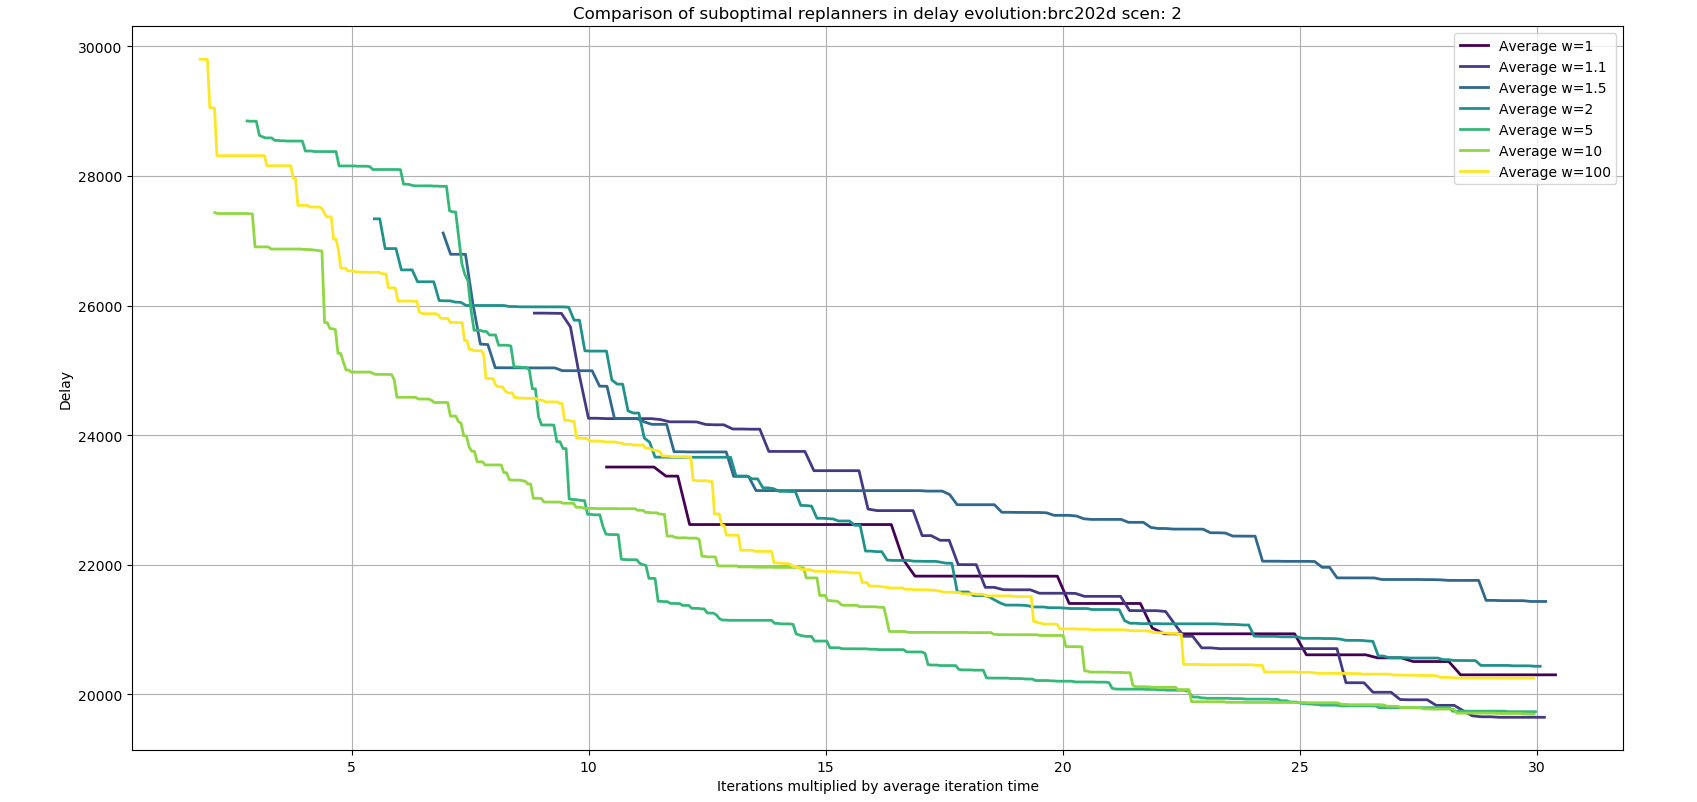 Comparison of suboptimal replanners in delay evolution:brc202d scen: 2
30000
28000
26000
24000
22000
20000
Delay
5
10
15
20
25
30
Iterations multiplied by average iteration time
Average w=1
Average w=1.1
Average w=1.5
Average w=2
Average w=5
Average w=10
Average w=100